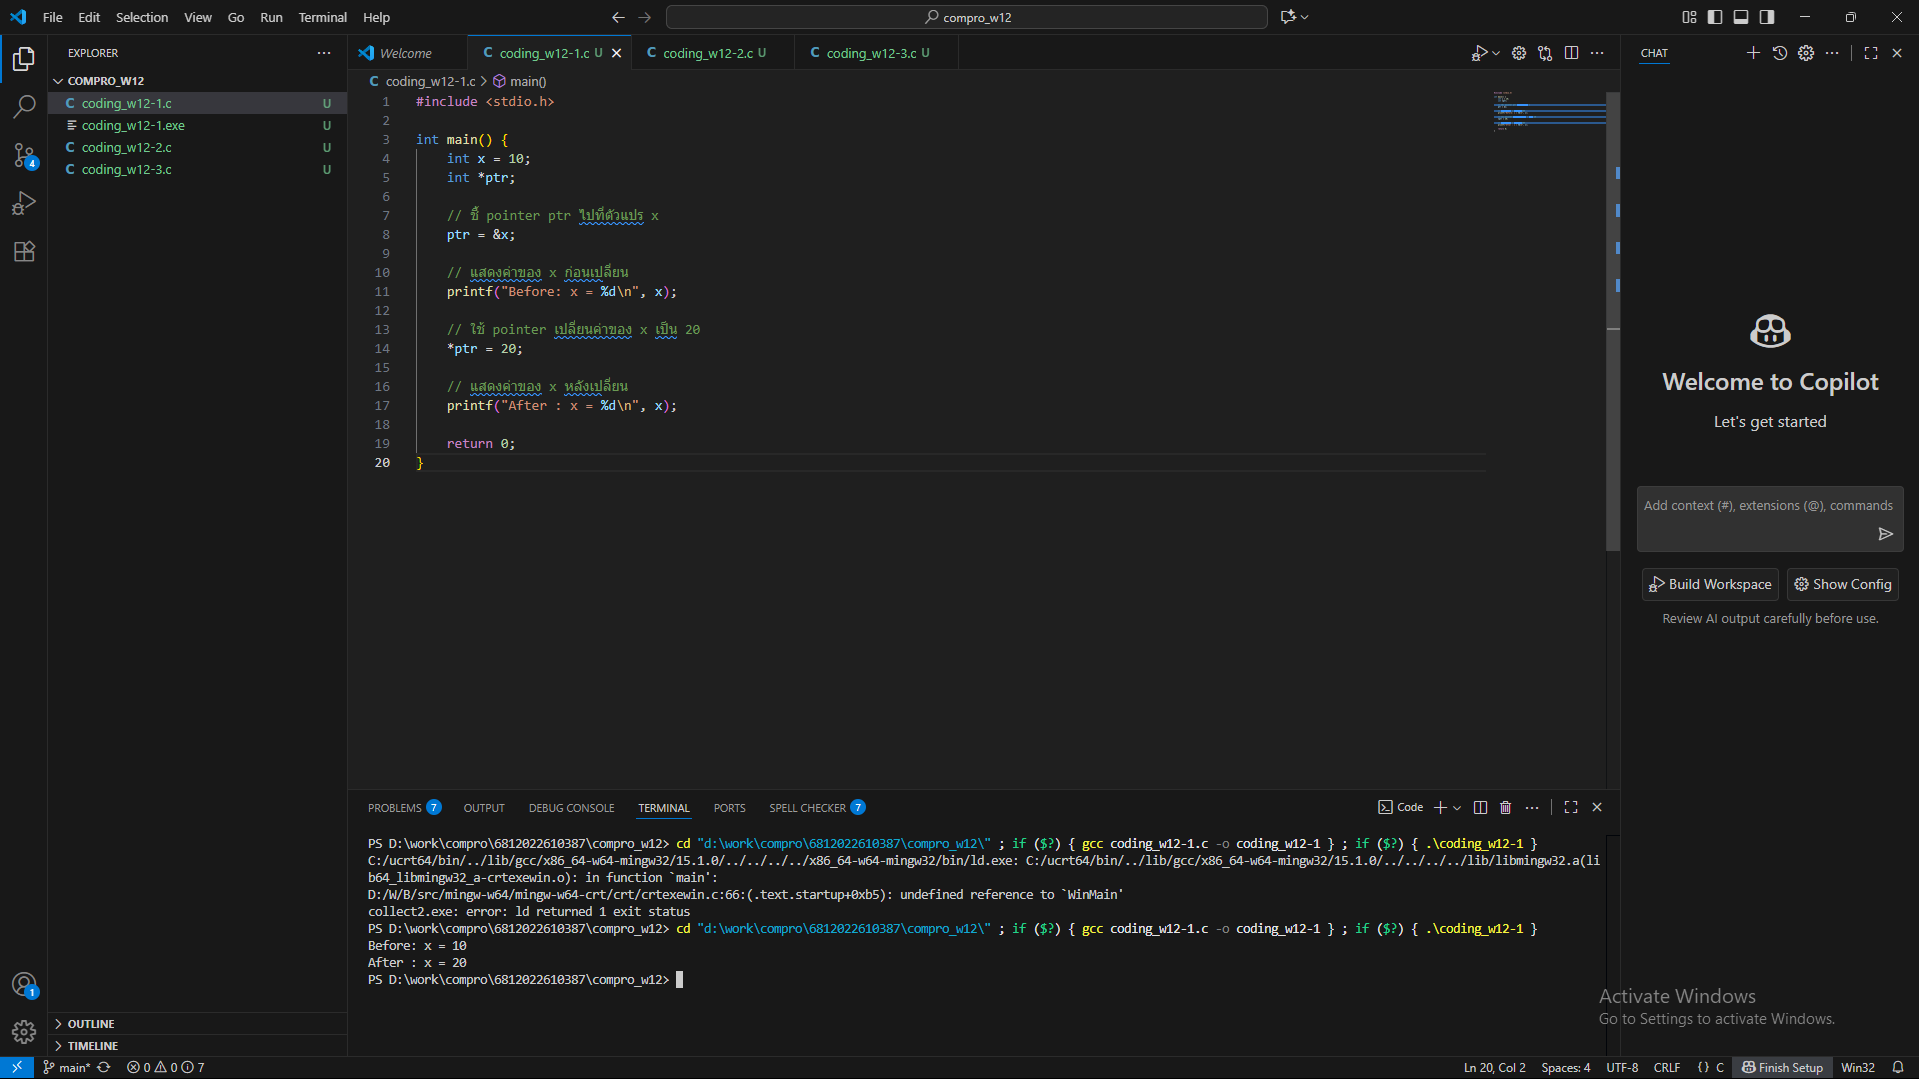 File Edit Selection View Go Run Terminal Help
compro_w12
EXPLORER
COMPRO_W12
coding_w12-1.c U
coding_w12-1.exe U
coding_w12-2.c U
coding_w12-3.c U
4
1
OUTLINE
TIMELINE
Welcome
C coding_w12-1.c U
C coding_w12-2.c U
C coding_w12-3.c U
C coding_w12-1.c > main()
1 #include <stdio.h>
2
3 int main() {
4 int x = 10;
5 int *ptr;
6
7 // ชี้ pointer ptr ไปที่ตัวแปร x
8 ptr = &x;
9
10 // แสดงค่าของ x ก่อนเปลี่ยน
11 printf("Before: x = %d\n", x);
12
13 // ใช้ pointer เปลี่ยนค่าของ x เป็น 20
14 *ptr = 20;
15
16 // แสดงค่าของ x หลังเปลี่ยน
17 printf("After : x = %d\n", x);
18
19 return 0;
20 }
PROBLEMS 7 OUTPUT DEBUG CONSOLE TERMINAL PORTS SPELL CHECKER 7
Code
PS D:\work\compro\6812022610387\compro_w12> cd "d:\work\compro\6812022610387\compro_w12\" ; if ($?) { gcc coding_w12-1.c -o coding_w12-1 } ; if ($?) { .\coding_w12-1 }
C:/ucrt64/bin/../lib/gcc/x86_64-w64-mingw32/15.1.0/../../../../x86_64-w64-mingw32/bin/ld.exe: C:/ucrt64/bin/../lib/gcc/x86_64-w64-mingw32/15.1.0/../../../../lib/libmingw32.a(li
b64_libmingw32_a-crtexewin.o): in function `main':
D:/W/B/src/mingw-w64/mingw-w64-crt/crt/crtexewin.c:66:(.text.startup+0xb5): undefined reference to `WinMain'
collect2.exe: error: ld returned 1 exit status
PS D:\work\compro\6812022610387\compro_w12> cd "d:\work\compro\6812022610387\compro_w12\" ; if ($?) { gcc coding_w12-1.c -o coding_w12-1 } ; if ($?) { .\coding_w12-1 }
Before: x = 10
After : x = 20
PS D:\work\compro\6812022610387\compro_w12>
CHAT
Welcome to Copilot
Let's get started
Add context (#), extensions (@), commands
Build Workspace
Show Config
Review AI output carefully before use.
Activate Windows
Go to Settings to activate Windows.
main* 0 0 7
Ln 20, Col 2 Spaces: 4 UTF-8 CRLF {} C Finish Setup Win32